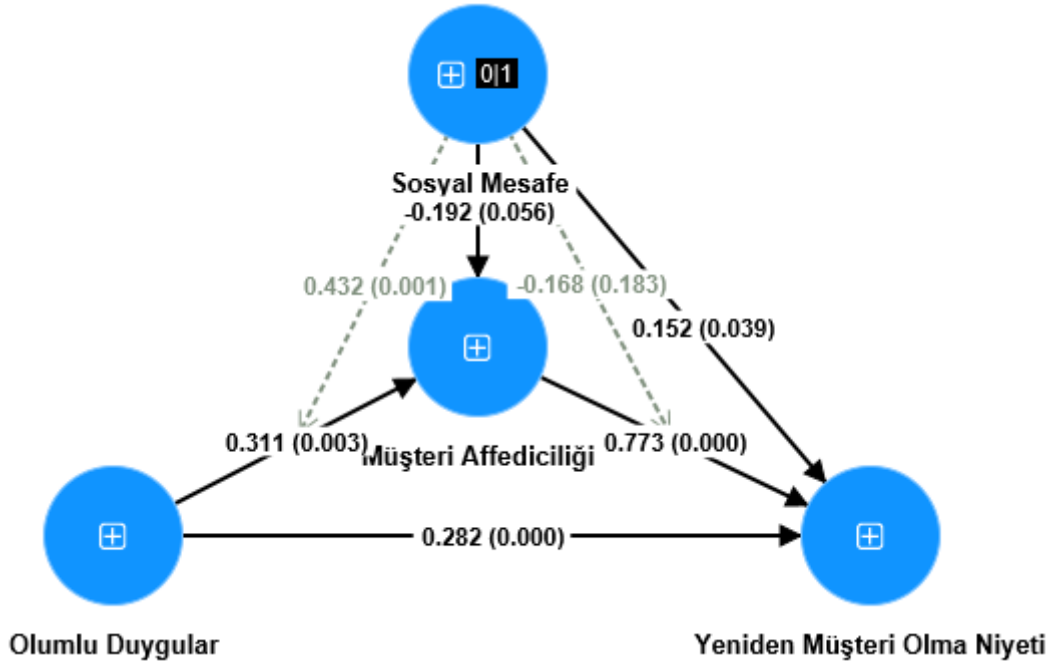 0|1
Sosyal Mesafe
-0.192 (0.056)
0.432 (0.001)
-0.168 (0.183)
0.152 (0.039)
0.311 (0.003)
Müşteri Affediciliği
0.773 (0.000)
0.282 (0.000)
Olumlu Duygular
Yeniden Müşteri Olma Niyeti